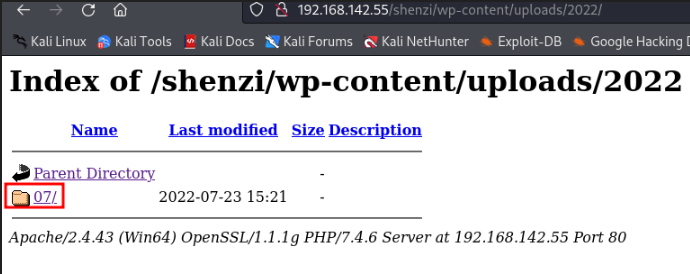 192.168.142.55/shenzi/wp-content/uploads/2022/
Kali Linux Kali Tools Kali Docs Kali Forums Kali NetHunter Exploit-DB Google Hacking
Index of /shenzi/wp-content/uploads/2022
Name Last modified Size Description
Parent Directory -
07/ 2022-07-23 15:21 -
Apache/2.4.43 (Win64) OpenSSL/1.1.1g PHP/7.4.6 Server at 192.168.142.55 Port 80